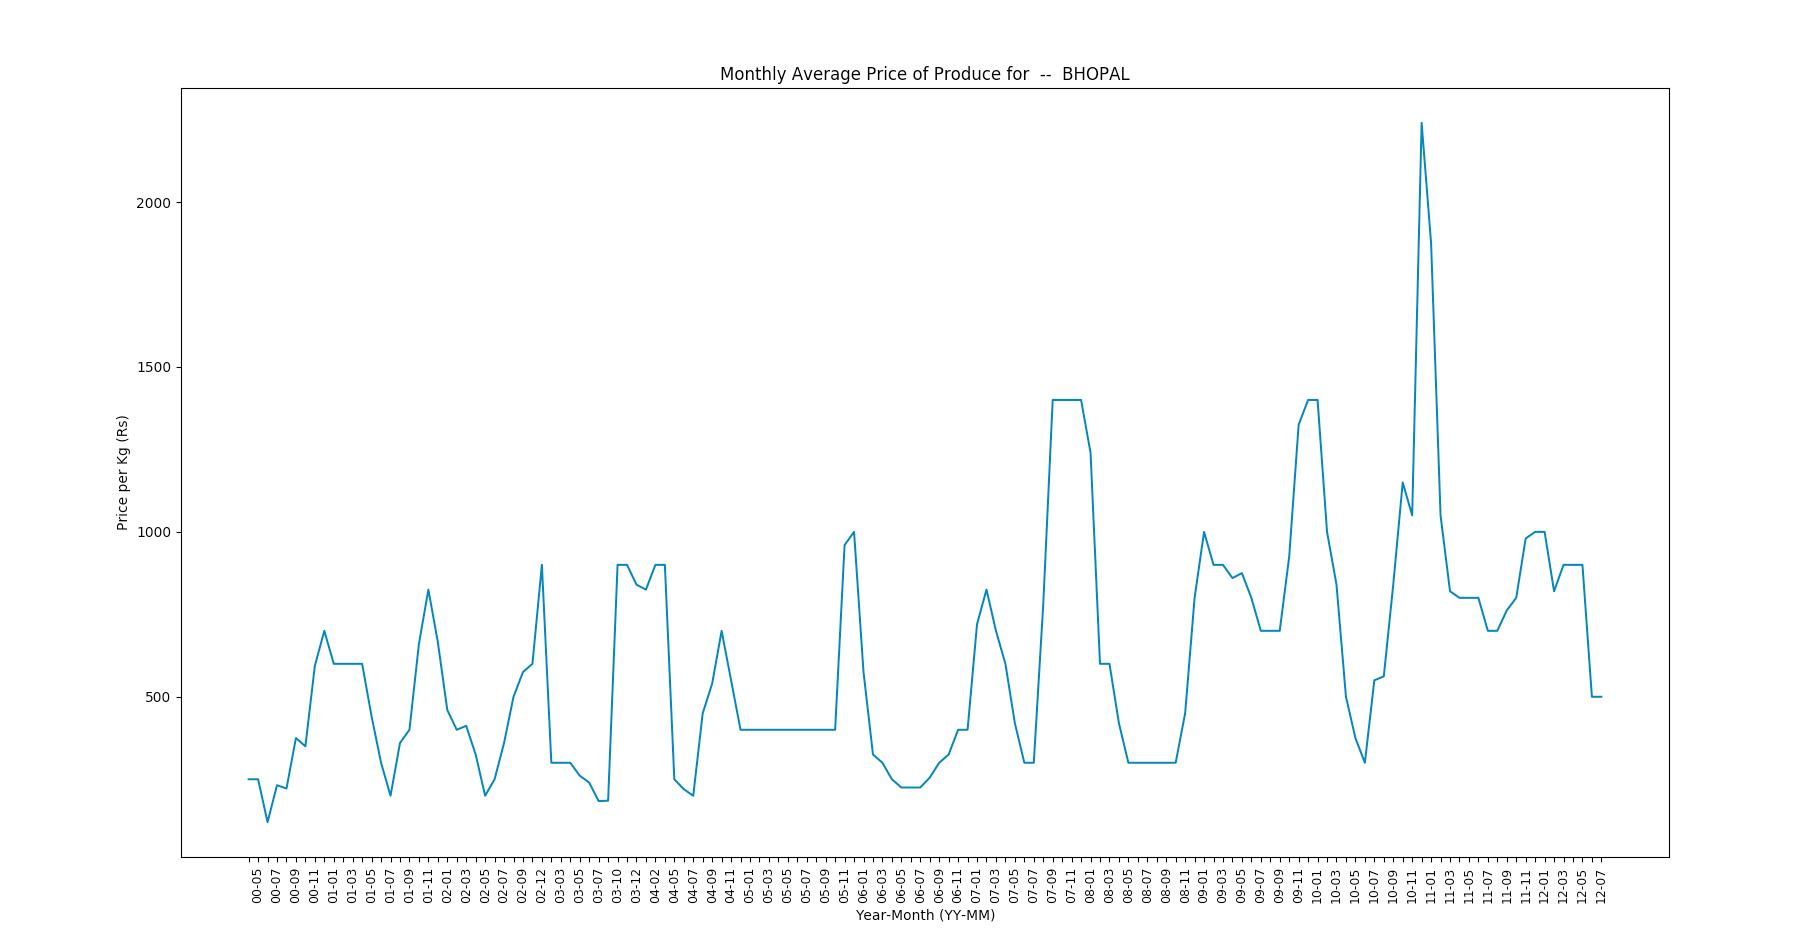 Monthly Average Price of Produce for  --  BHOPAL
2000
1500
1000
500
Price per Kg (Rs)
00-05 00-07 00-09 00-11 01-01 01-03 01-05 01-07 01-09 01-11 02-01 02-03 02-05 02-07 02-09 02-12 03-03 03-05 03-07 03-10 03-12 04-02 04-05 04-07 04-09 04-11 05-01 05-03 05-05 05-07 05-09 05-11 06-01 06-03 06-05 06-07 06-09 06-11 07-01 07-03 07-05 07-07 07-09 07-11 08-01 08-03 08-05 08-07 08-09 08-11 09-01 09-03 09-05 09-07 09-09 09-11 10-01 10-03 10-05 10-07 10-09 10-11 11-01 11-03 11-05 11-07 11-09 11-11 12-01 12-03 12-05 12-07
Year-Month (YY-MM)